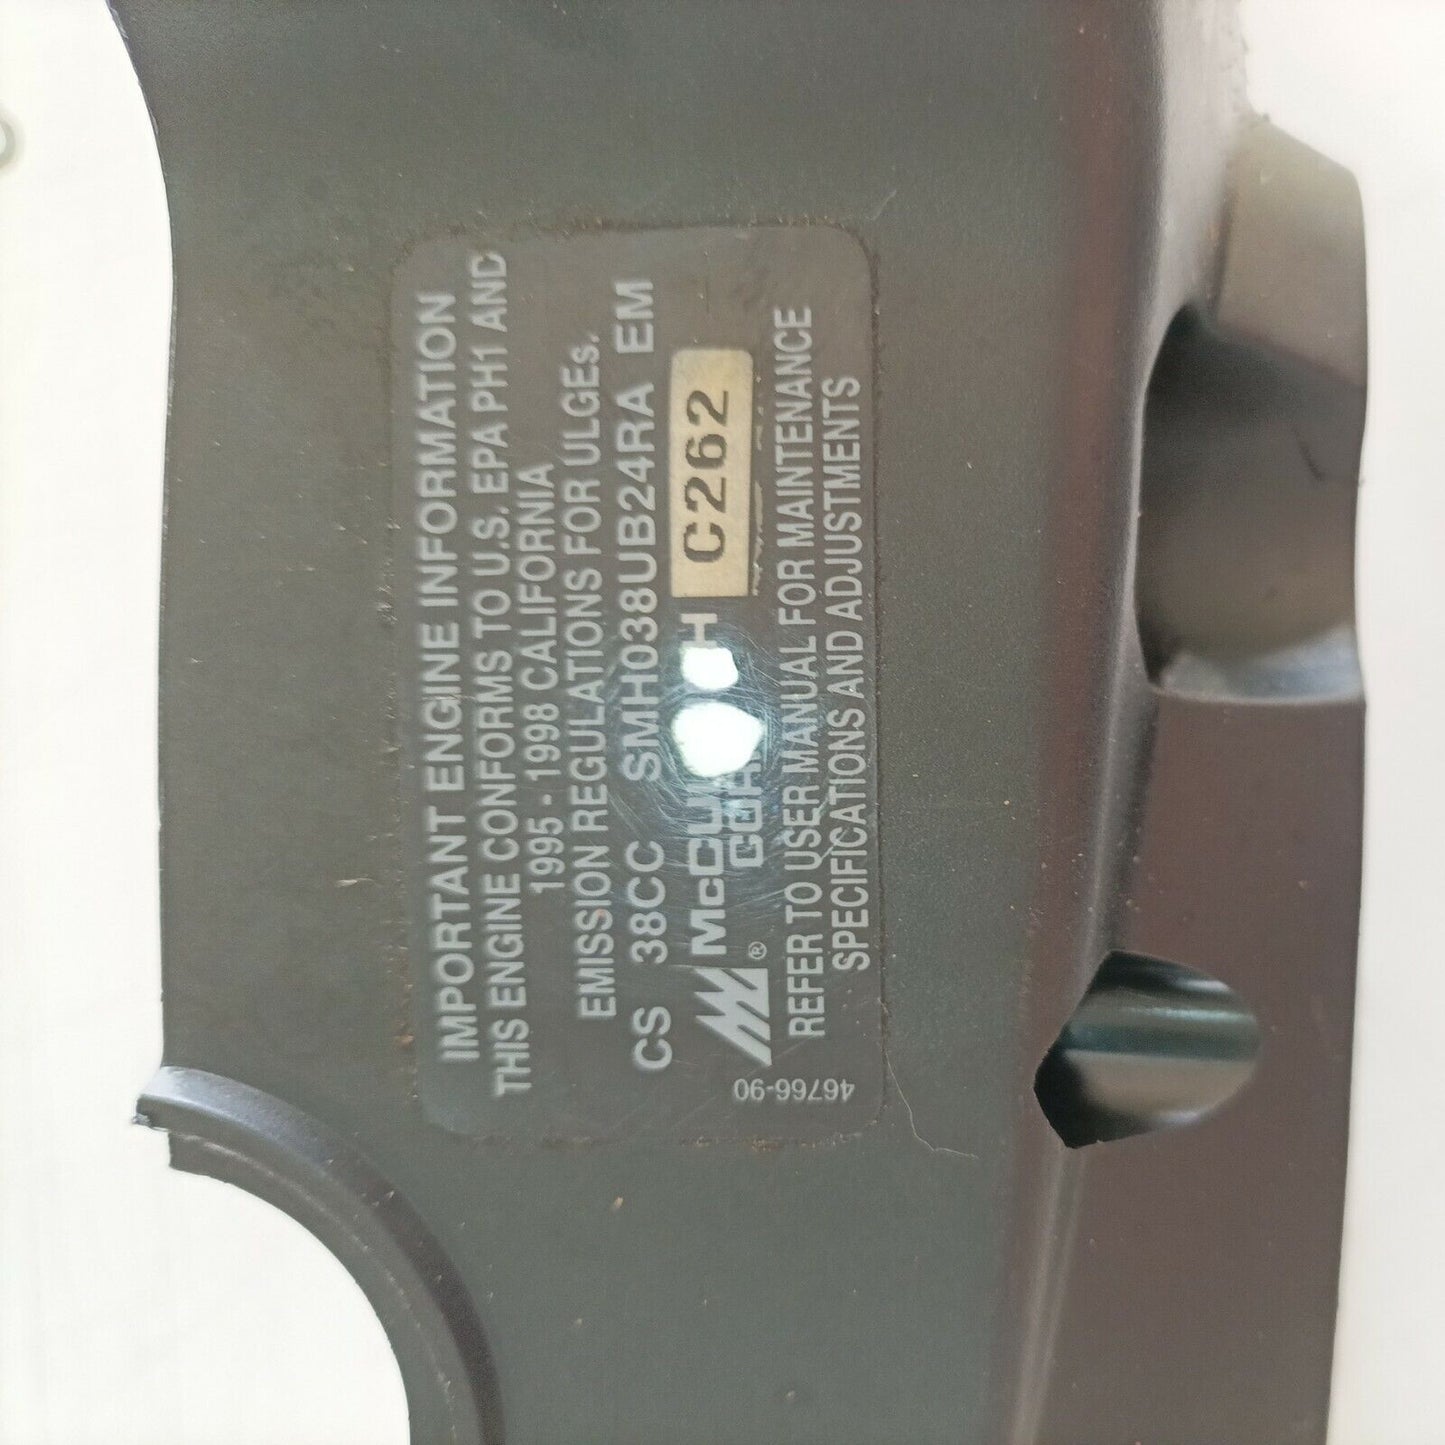 IMPORTANT ENGINE INFORMATION
THIS ENGINE CONFORMS TO U.S. EPA PH1 AND
1995 - 1998 CALIFORNIA
EMISSION REGULATIONS FOR ULGEs.
CS 38CC SMH038UB24RA EM
C262
REFER TO USER MANUAL FOR MAINTENANCE
SPECIFICATIONS AND ADJUSTMENTS
46766-90